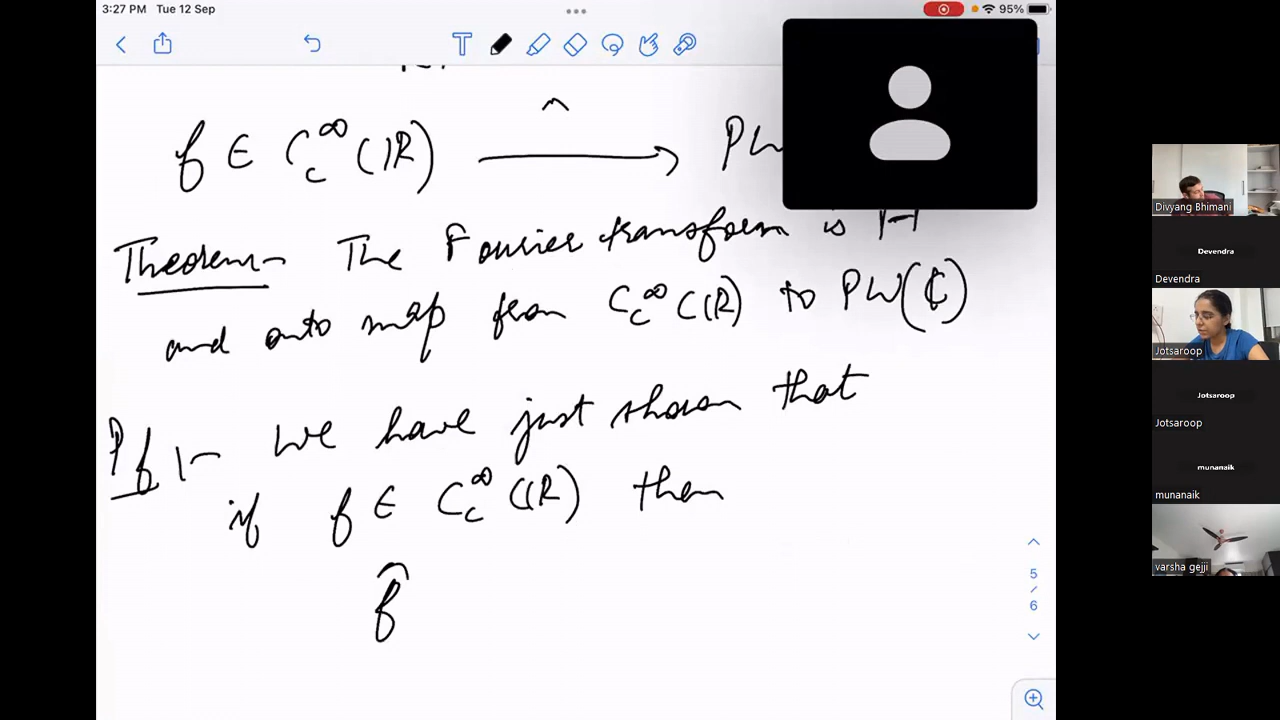 3:27 PM Tue 12 Sep
95%
f ∈ C_c^∞(ℝ) ^⟶ PW
Theorem:- The Fourier transform is 1-1
and onto map from C_c^∞(ℝ) to PW(ℂ)
Pf:- We have just shown that
if f ∈ C_c^∞(ℝ) then
f̂
5
/
6
T
Divyang Bhimani
Devendra
Devendra
Jotsaroop
Jotsaroop
Jotsaroop
munanaik
munanaik
varsha gejji